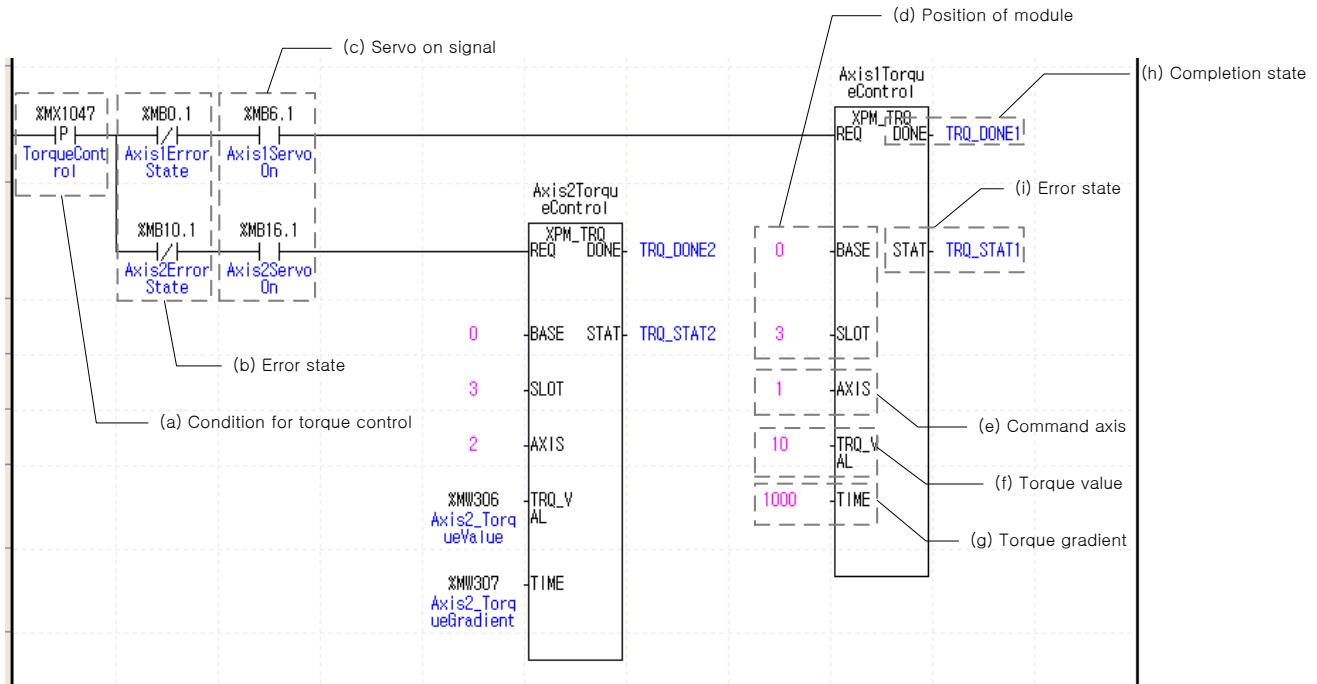 (d) Position of module
(c) Servo on signal
Axis1Torqu
eControl
(h) Completion state
%MX1047
%MB0.1
%MB6.1
XPM_TRQ
P
REQ DONE
TRQ_DONE1
TorqueCont
rol
Axis1Error
State
Axis1Servo
On
Axis2Torqu
eControl
(i) Error state
%MB10.1
%MB16.1
XPM_TRQ
REQ DONE
TRQ_DONE2
0
BASE STAT
TRQ_STAT1
Axis2Error
State
Axis2Servo
On
0
BASE STAT
TRQ_STAT2
3
SLOT
(b) Error state
3
SLOT
1
AXIS
(a) Condition for torque control
(e) Command axis
2
AXIS
10
TRQ_V
AL
(f) Torque value
%MW306
Axis2_Torq
ueValue
TRQ_V
AL
1000
TIME
(g) Torque gradient
%MW307
Axis2_Torq
ueGradient
TIME